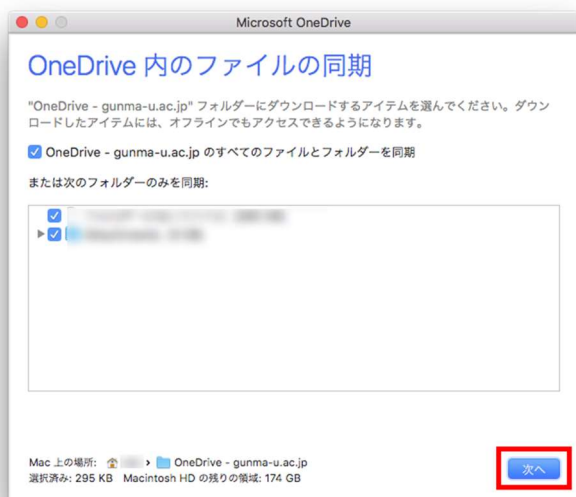 Microsoft OneDrive
OneDrive 内のファイルの同期
"OneDrive - gunma-u.ac.jp" フォルダーにダウンロードするアイテムを選んでください。ダウン
ロードしたアイテムには、オフラインでもアクセスできるようになります。
OneDrive - gunma-u.ac.jp のすべてのファイルとフォルダーを同期
または次のフォルダーのみを同期:
Mac 上の場所: › OneDrive - gunma-u.ac.jp
選択済み: 295 KB Macintosh HD の残りの領域: 174 GB
次へ